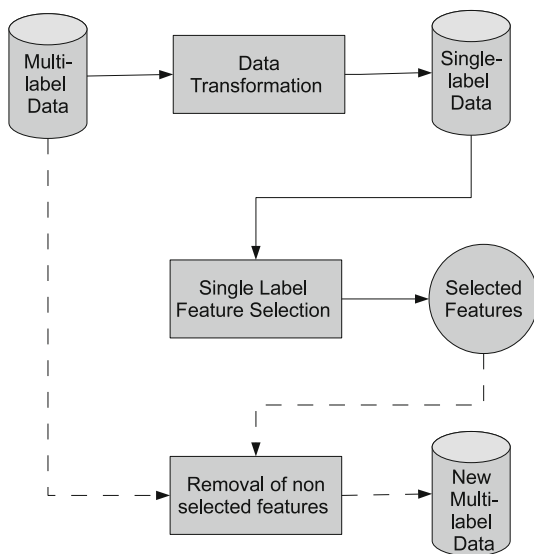 Multi-
label
Data
Data
Transformation
Single-
label
Data
Single Label
Feature Selection
Selected
Features
Removal of non
selected features
New
Multi-
label
Data